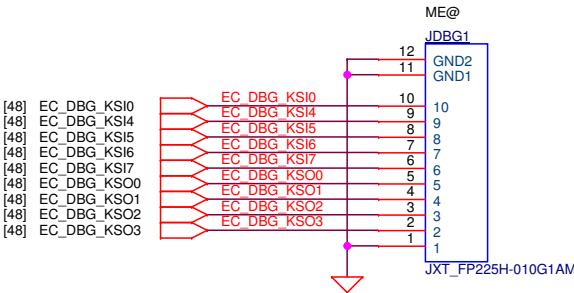 ME@
JDBG1
12 GND2
11 GND1
[48] EC_DBG_KSI0 EC_DBG_KSI0 10 10
[48] EC_DBG_KSI4 EC_DBG_KSI4 9 9
[48] EC_DBG_KSI5 EC_DBG_KSI5 8 8
[48] EC_DBG_KSI6 EC_DBG_KSI6 7 7
[48] EC_DBG_KSI7 EC_DBG_KSI7 6 6
[48] EC_DBG_KSO0 EC_DBG_KSO0 5 5
[48] EC_DBG_KSO1 EC_DBG_KSO1 4 4
[48] EC_DBG_KSO2 EC_DBG_KSO2 3 3
[48] EC_DBG_KSO3 EC_DBG_KSO3 2 2
1 1
JXT_FP225H-010G1AM